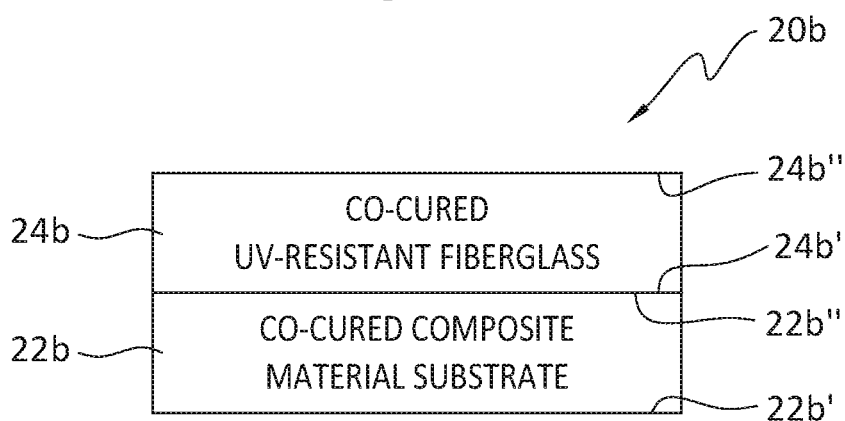 20b
24b"
CO-CURED
24b
UV-RESISTANT FIBERGLASS
24b'
22b"
CO-CURED COMPOSITE
22b
MATERIAL SUBSTRATE
22b'